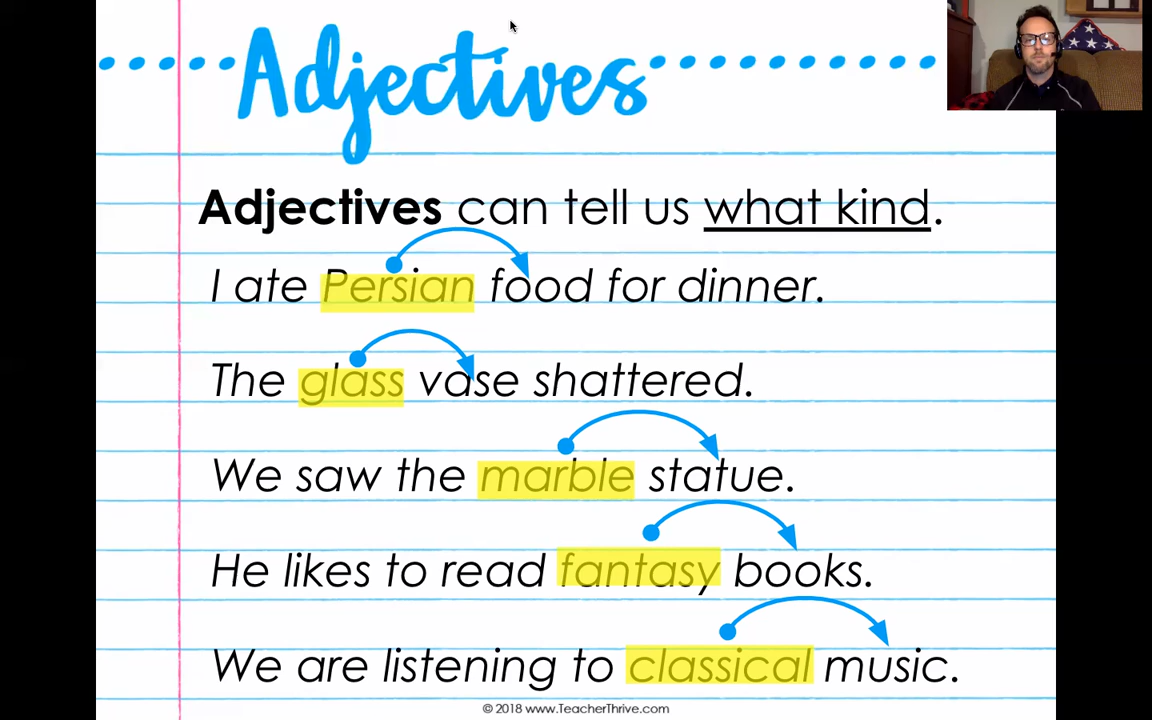 Adjectives
Adjectives can tell us what kind.
I ate Persian food for dinner.
The glass vase shattered.
We saw the marble statue.
He likes to read fantasy books.
We are listening to classical music.
© 2018 www.TeacherThrive.com